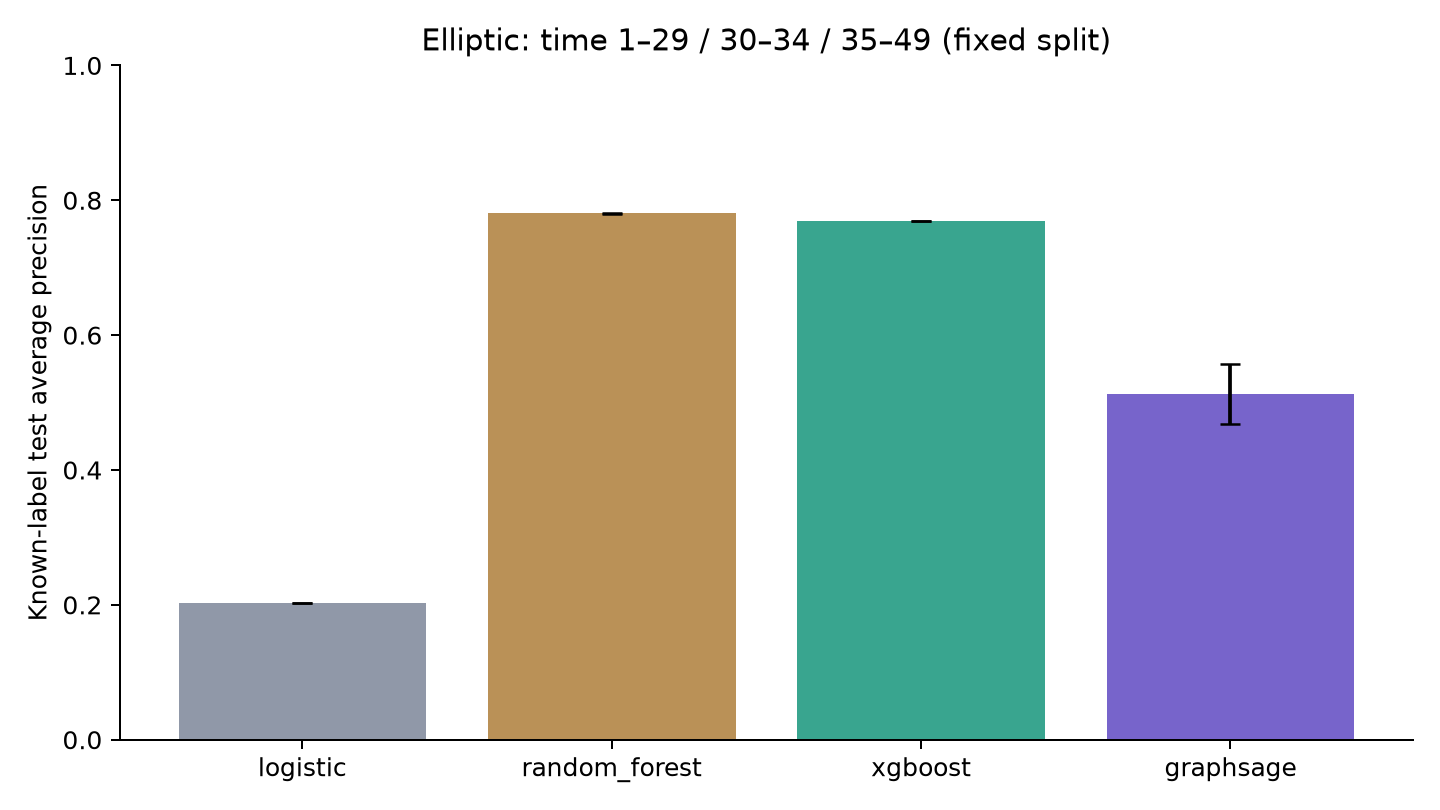 Elliptic: time 1–29 / 30–34 / 35–49 (fixed split)
Known-label test average precision
1.0
0.8
0.6
0.4
0.2
0.0
logistic
random_forest
xgboost
graphsage